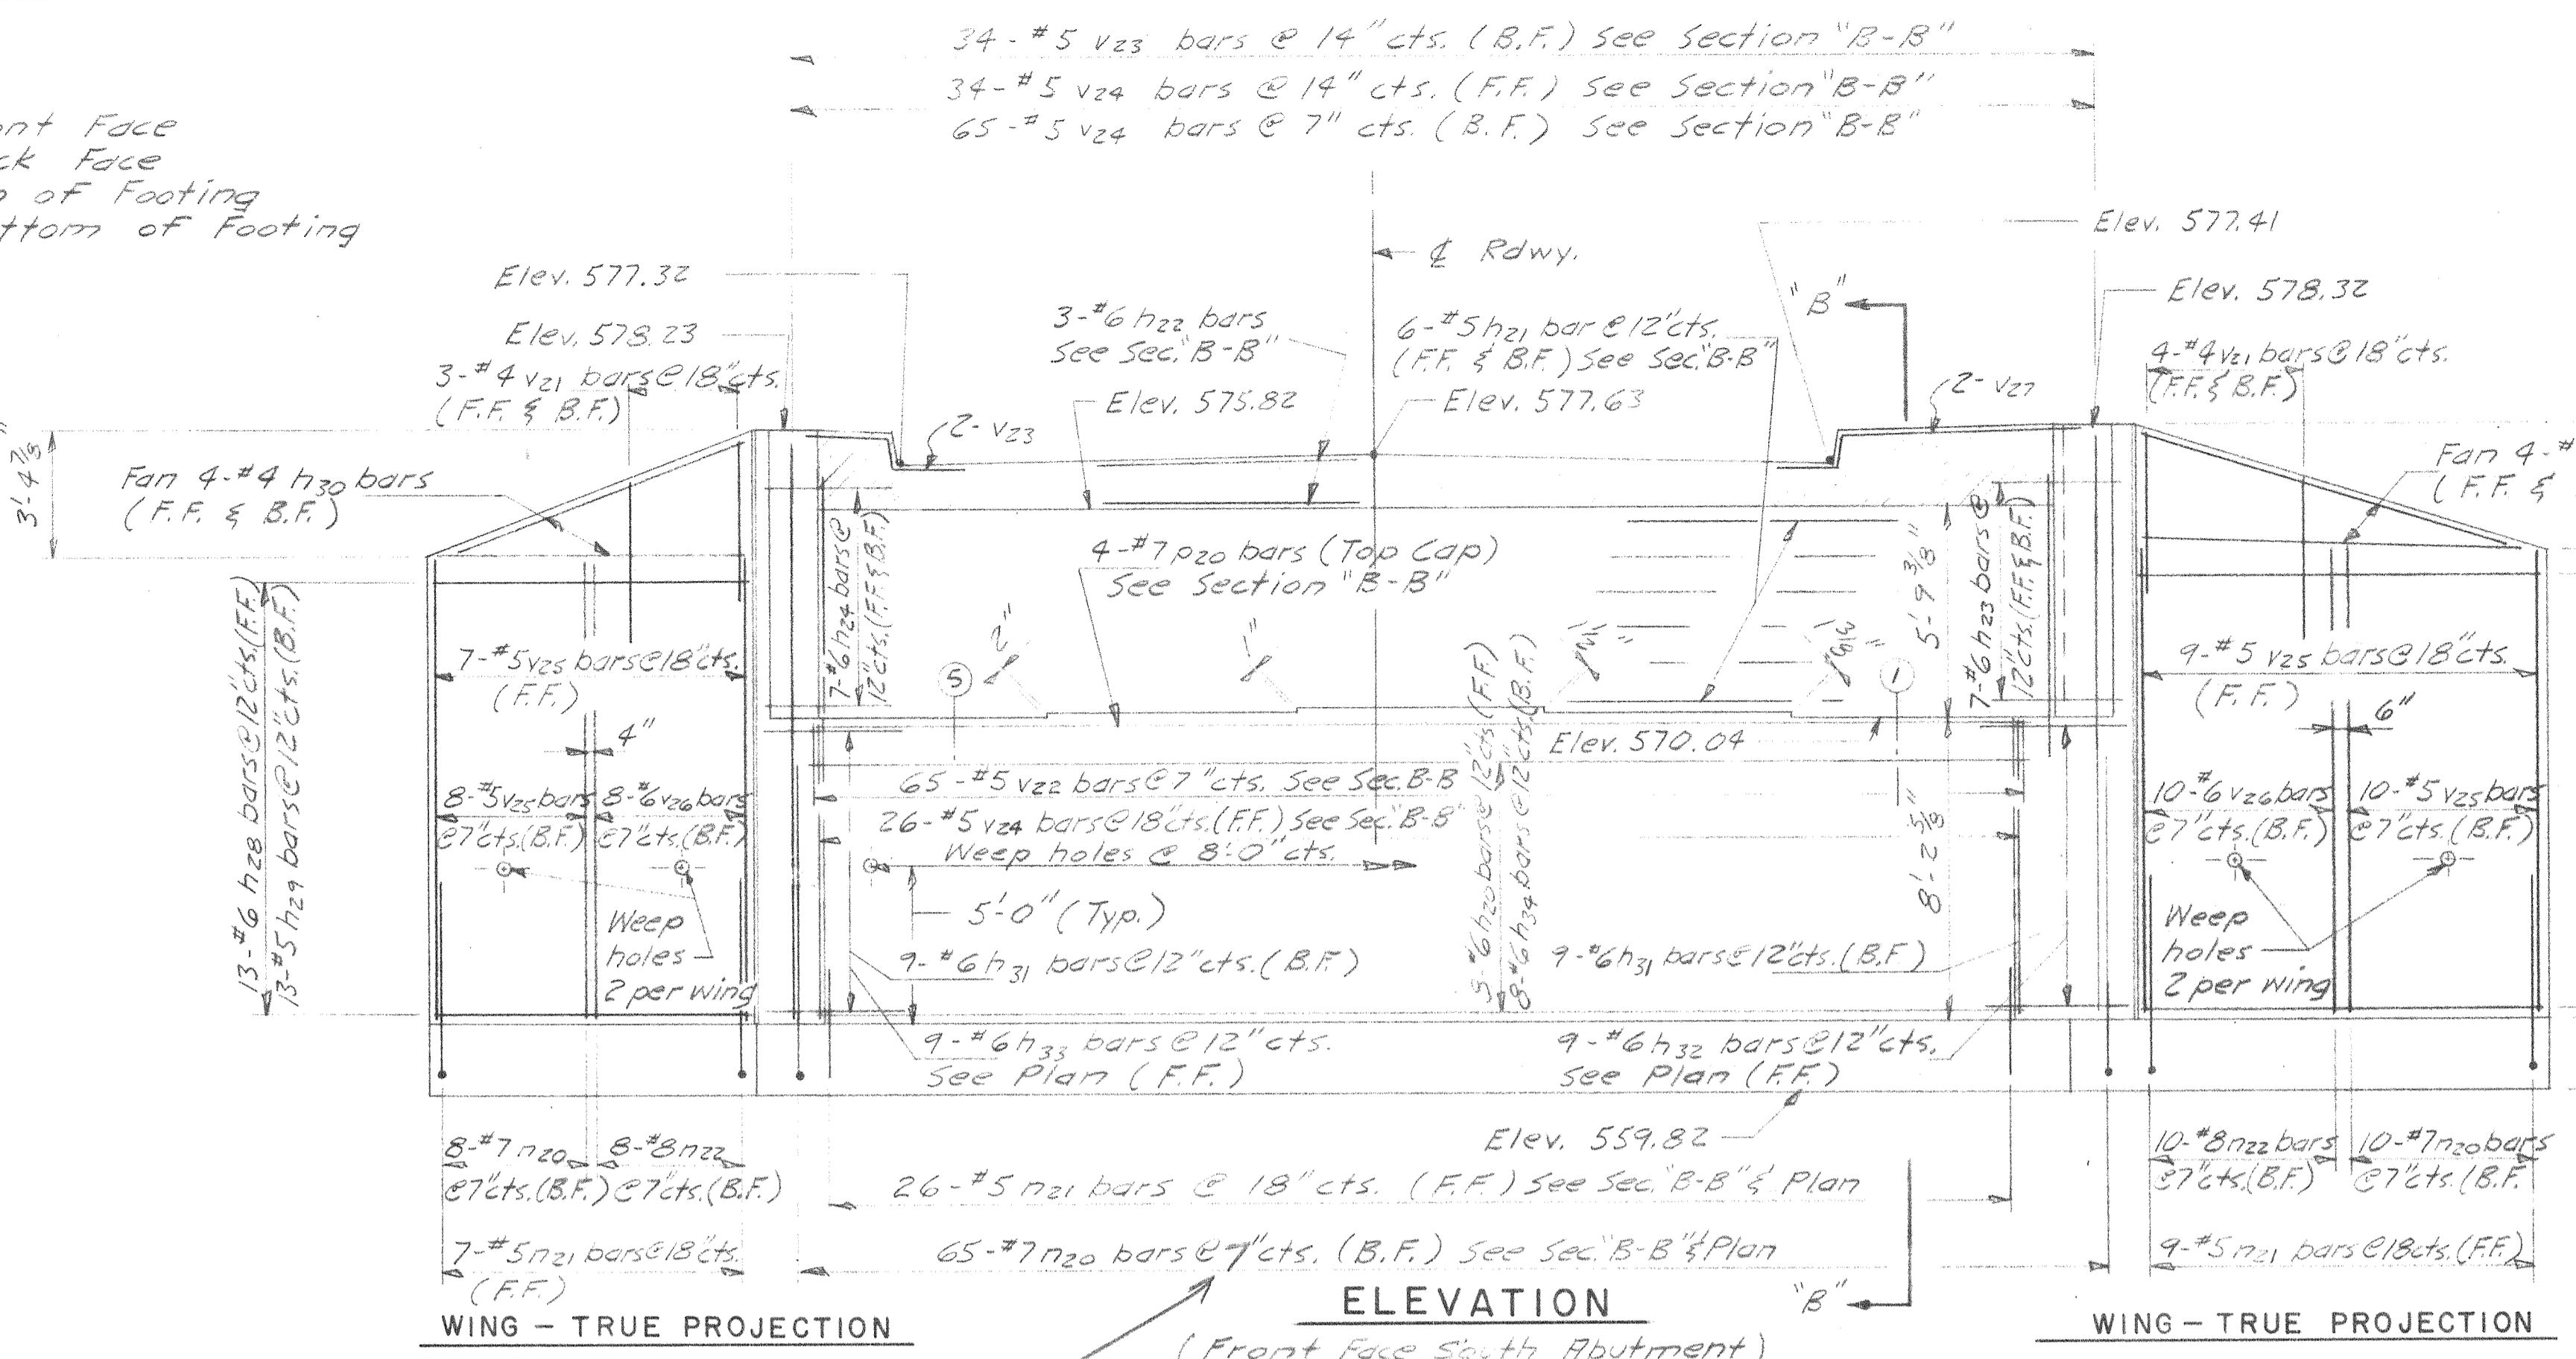 34-#5 v23 bars @ 14" cts. (B.F.) See Section "B-B"
34-#5 v24 bars @ 14" cts. (F.F.) See Section "B-B"
65-#5 v24 bars @ 7" cts. (B.F.) See Section "B-B"
Face
Face
of Footing
of Footing
Elev. 577.41
℄ Rdwy.
Elev. 577.32
Elev. 578.23
3-#4 v21 bars @ 18" cts.
(F.F. & B.F.)
3-#6 h22 bars
See Sec. "B-B"
6-#5 h21 bar @ 12" cts.
(F.F. & B.F.) See Sec. "B-B"
"B"
Elev. 578.32
4-#4 v21 bars @ 18" cts.
(F.F. & B.F.)
2-v23
Elev. 575.82
Elev. 577.63
2-v27
3'-4 7/8"
Fan 4-#4 h30 bars
(F.F. & B.F.)
Fan 4-#
(F.F. &
7-#6 h24 bars @
12" cts. (F.F. & B.F.)
4-#7 p20 bars (Top Cap)
See Section "B-B"
5'-9 3/8"
7-#6 h23 bars @
12" cts. (F.F. & B.F.)
13-#6 h28 bars @ 12" cts. (F.F.)
13-#5 h29 bars @ 12" cts. (B.F.)
7-#5 v25 bars @ 18" cts.
(F.F.)
5
2"
1"
1
9-#5 v25 bars @ 18" cts.
(F.F.)
4"
6"
Elev. 570.04
65-#5 v22 bars @ 7" cts. See Sec. B-B
26-#5 v24 bars @ 18" cts. (F.F.) See Sec. "B-B"
Weep holes @ 8'-0" cts.
8-#5 v25 bars
@ 7" cts. (B.F.)
8-#6 v26 bars
@ 7" cts. (B.F.)
10-#6 v26 bars
@ 7" cts. (B.F.)
10-#5 v25 bars
@ 7" cts. (B.F.)
#6 h20 bars @ 12" cts. (F.F.)
8-#6 h34 bars @ 12" cts. (B.F.)
8'-2 5/8"
5'-0" (Typ.)
Weep
holes
2 per wing
Weep
holes
2 per wing
9-#6 h31 bars @ 12" cts. (B.F.)
9-#6 h31 bars @ 12" cts. (B.F)
9-#6 h33 bars @ 12" cts.
See Plan (F.F.)
9-#6 h32 bars @ 12" cts.
See Plan (F.F.)
Elev. 559.82
8-#7 n20
@ 7" cts. (B.F.)
8-#8 n22
@ 7" cts. (B.F.)
10-#8 n22 bars
@ 7" cts. (B.F.)
10-#7 n20 bars
@ 7" cts. (B.F.
26-#5 n21 bars @ 18" cts. (F.F.) See Sec. "B-B" & Plan
7-#5 n21 bars @ 18" cts.
(F.F.)
65-#7 n20 bars @ 7" cts. (B.F.) See Sec. "B-B" & Plan
9-#5 n21 bars @ 18 cts. (F.F.)
"B"
ELEVATION
(Front Face South Abutment)
WING - TRUE PROJECTION
WING - TRUE PROJECTION